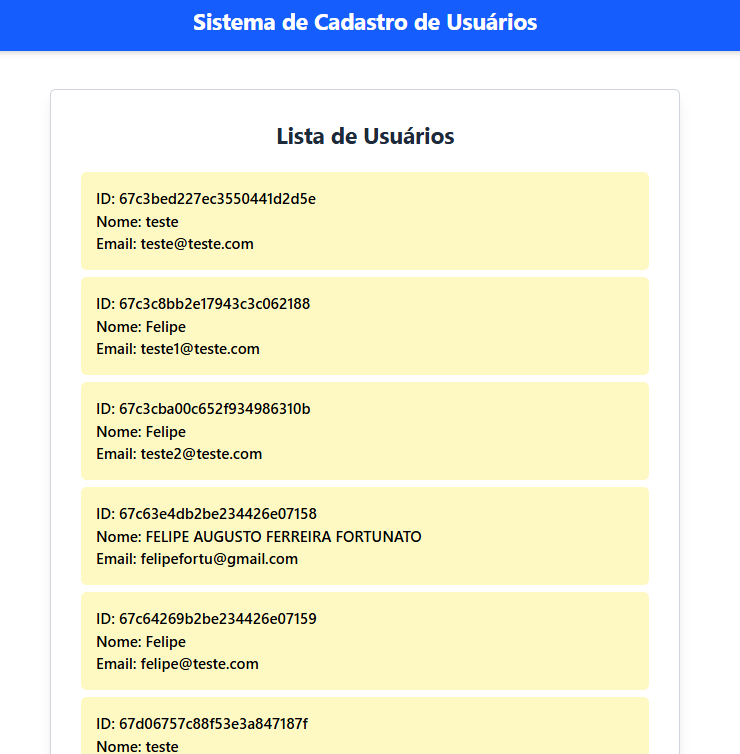 Sistema de Cadastro de Usuários
Lista de Usuários
ID: 67c3bed227ec3550441d2d5e
Nome: teste
Email: teste@teste.com
ID: 67c3c8bb2e17943c3c062188
Nome: Felipe
Email: teste1@teste.com
ID: 67c3cba00c652f934986310b
Nome: Felipe
Email: teste2@teste.com
ID: 67c63e4db2be234426e07158
Nome: FELIPE AUGUSTO FERREIRA FORTUNATO
Email: felipefortu@gmail.com
ID: 67c64269b2be234426e07159
Nome: Felipe
Email: felipe@teste.com
ID: 67d06757c88f53e3a847187f
Nome: teste